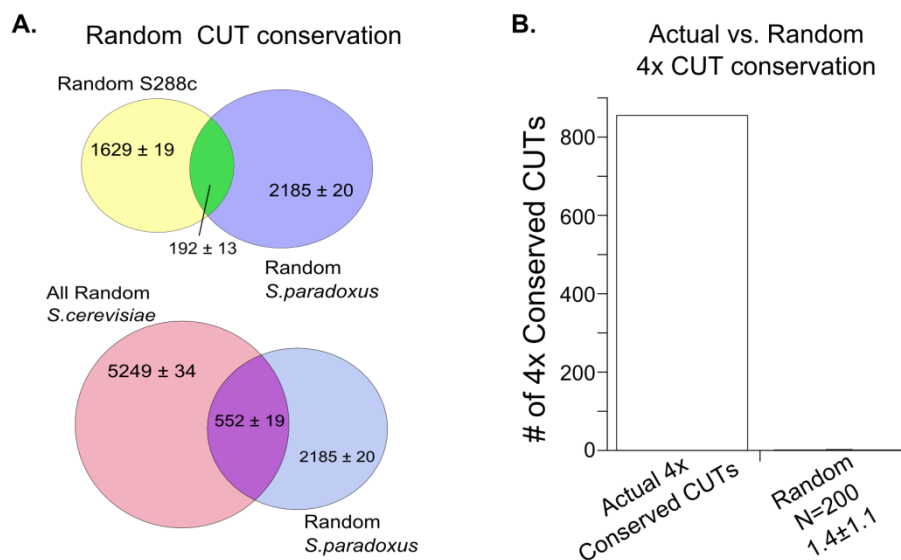 A.
Random CUT conservation
Random S288c
1629 ± 19
2185 ± 20
192 ± 13
Random
S.paradoxus
All Random
S.cerevisiae
5249 ± 34
552 ± 19
2185 ± 20
Random
S.paradoxus
B.
Actual vs. Random
4x CUT conservation
# of 4x Conserved CUTs
800
600
400
200
0
Actual 4x
Conserved CUTs
Random
N=200
1.4±1.1